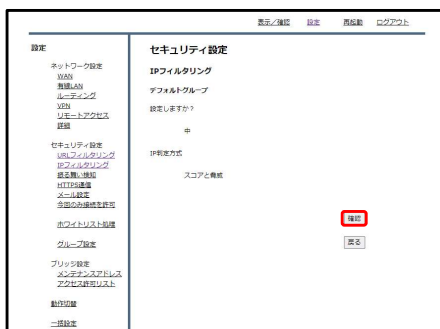 表示/確認 設定 再起動 ログアウト
設定
ネットワーク設定
WAN
有線LAN
ルーティング
VPN
リモートアクセス
詳細
セキュリティ設定
URLフィルタリング
IPフィルタリング
振る舞い検知
HTTPS通信
メール設定
今回のみ接続を許可
ホワイトリスト処理
グループ設定
ブリッジ設定
メンテナンスアドレス
アクセス許可リスト
動作切替
一括設定
セキュリティ設定
IPフィルタリング
デフォルトグループ
設定しますか？
中
IP判定方式
スコアと脅威
確認
戻る